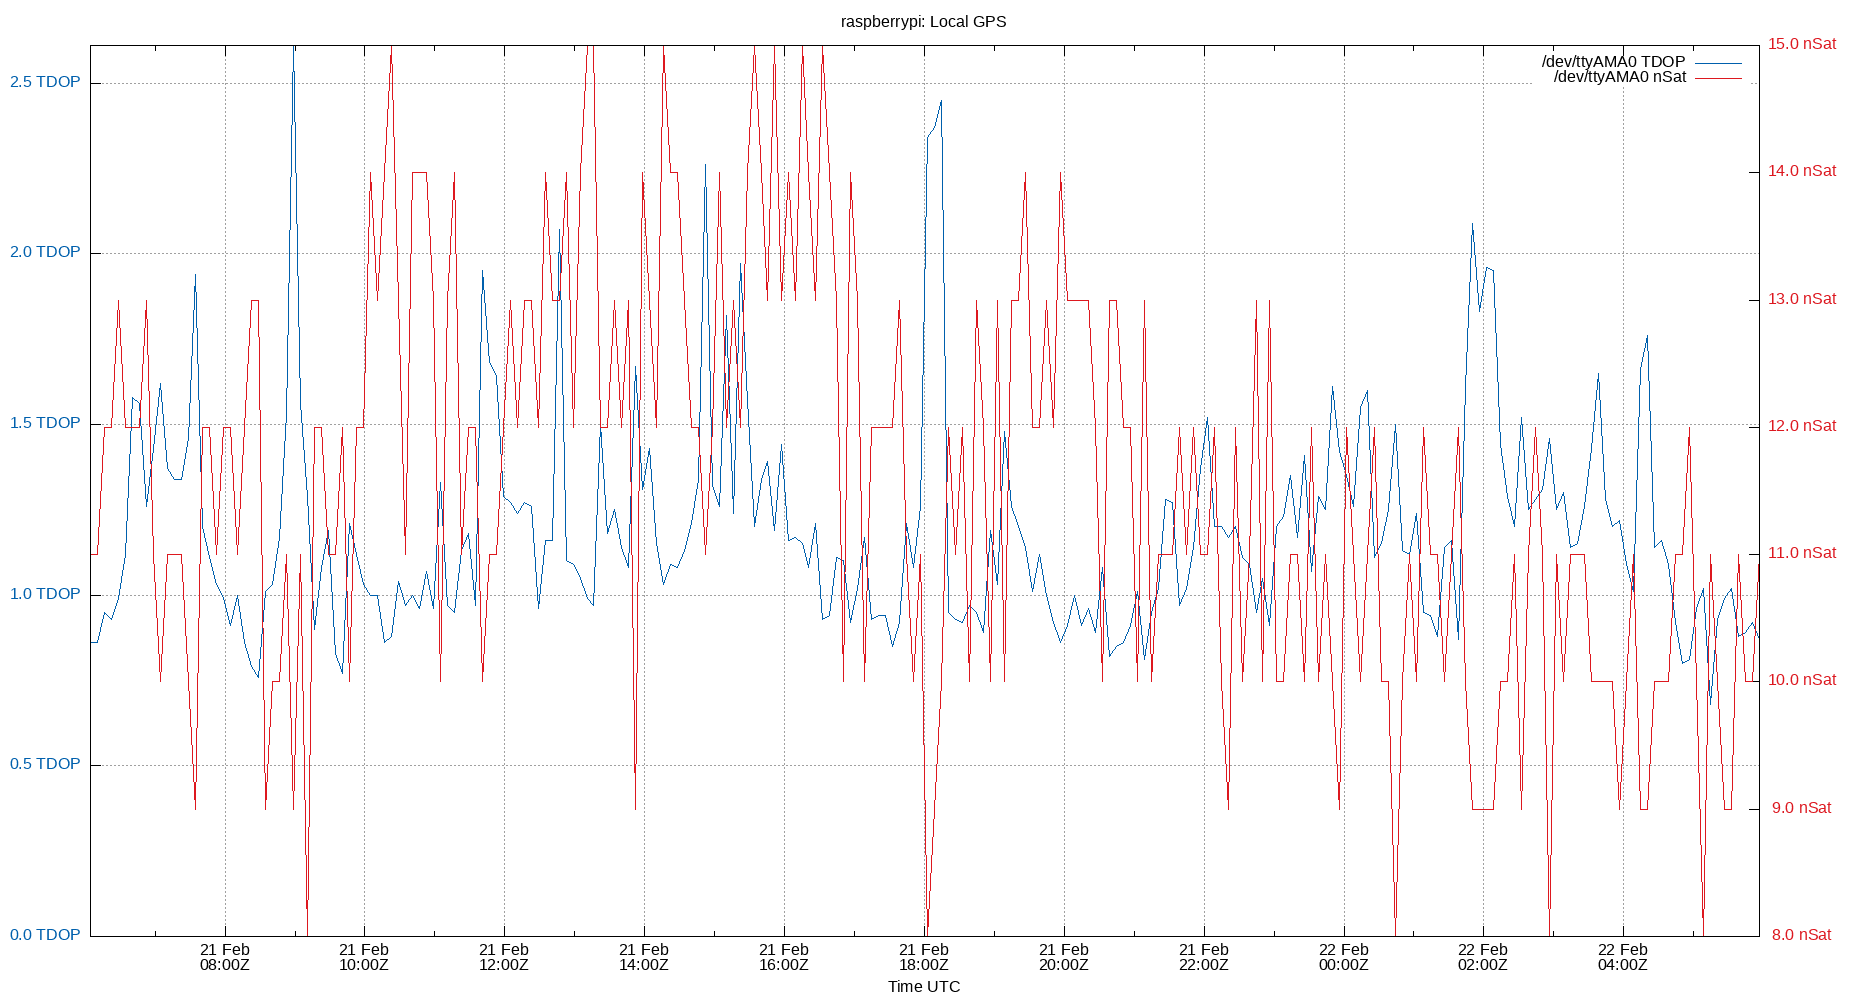 raspberrypi: Local GPS
15.0 nSat
/dev/ttyAMA0 TDOP
/dev/ttyAMA0 nSat
2.5 TDOP
14.0 nSat
2.0 TDOP
13.0 nSat
1.5 TDOP
12.0 nSat
11.0 nSat
1.0 TDOP
10.0 nSat
0.5 TDOP
9.0 nSat
0.0 TDOP
8.0 nSat
21 Feb 21 Feb 21 Feb 21 Feb 21 Feb 21 Feb 21 Feb 21 Feb 22 Feb 22 Feb 22 Feb
08:00Z 10:00Z 12:00Z 14:00Z 16:00Z 18:00Z 20:00Z 22:00Z 00:00Z 02:00Z 04:00Z
Time UTC